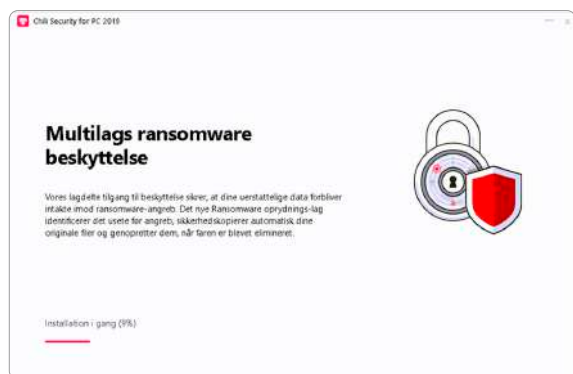 Chili Security for PC 2019
Multilags ransomware
beskyttelse
Vores lagdelte tilgang til beskyttelse sikrer, at dine uerstattelige data forbliver
intakte imod ransomware-angreb. Det nye Ransomware oprydnings-lag
identificerer det usete før angreb, sikkerhedskopierer automatisk dine
originale filer og genopretter dem, når faren er blevet elimineret.
Installation i gang (9%)